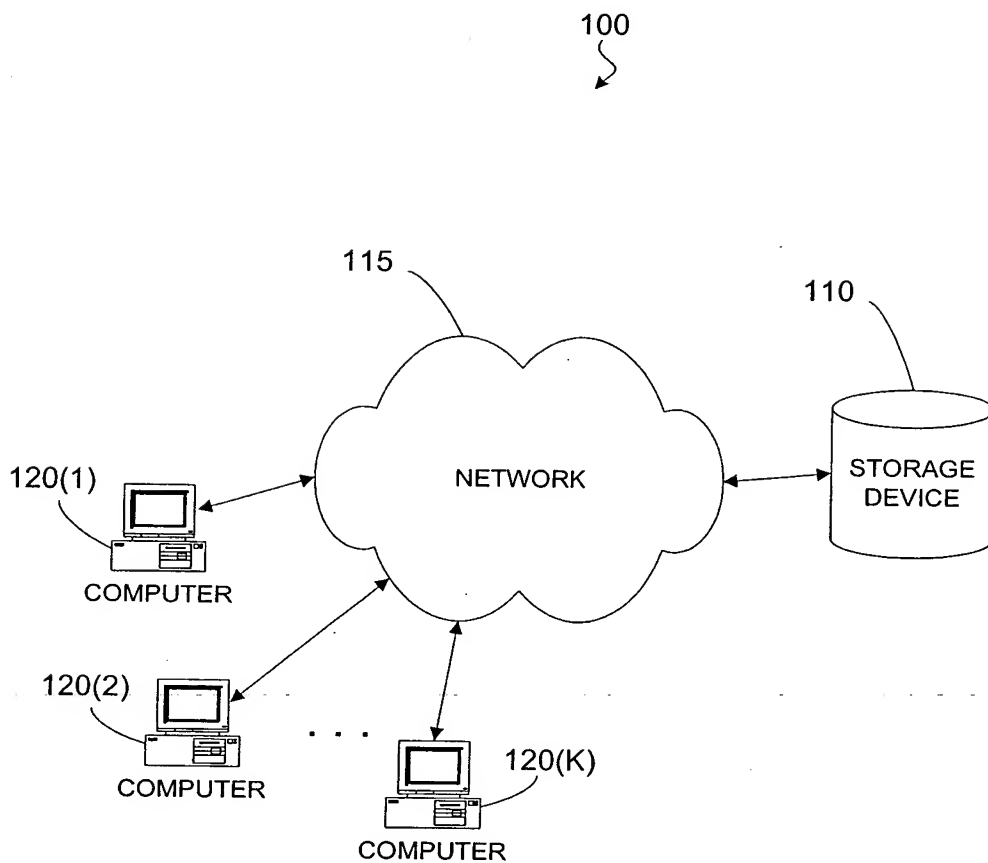 100
115
110
NETWORK
STORAGE
DEVICE
120(1)
COMPUTER
120(2)
COMPUTER
. . .
120(K)
COMPUTER